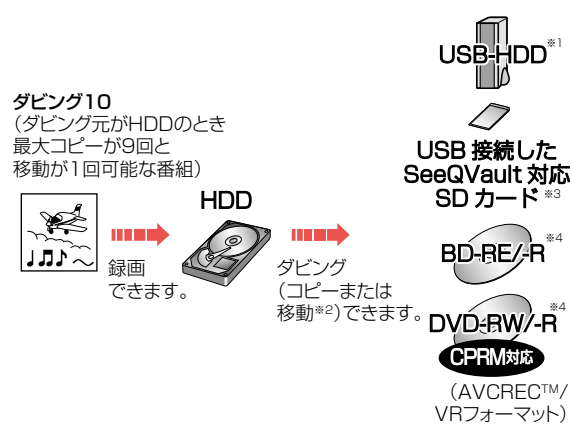 ダビング10
（ダビング元がHDDのとき
最大コピーが9回と
移動が1回可能な番組）
録画
できます。
HDD
ダビング
（コピーまたは
移動※2）できます。
USB-HDD※1
USB 接続した
SeeQVault 対応
SD カード※3
BD-RE/-R※4
DVD-RW/-R※4
CPRM対応
（AVCREC™/
VRフォーマット）